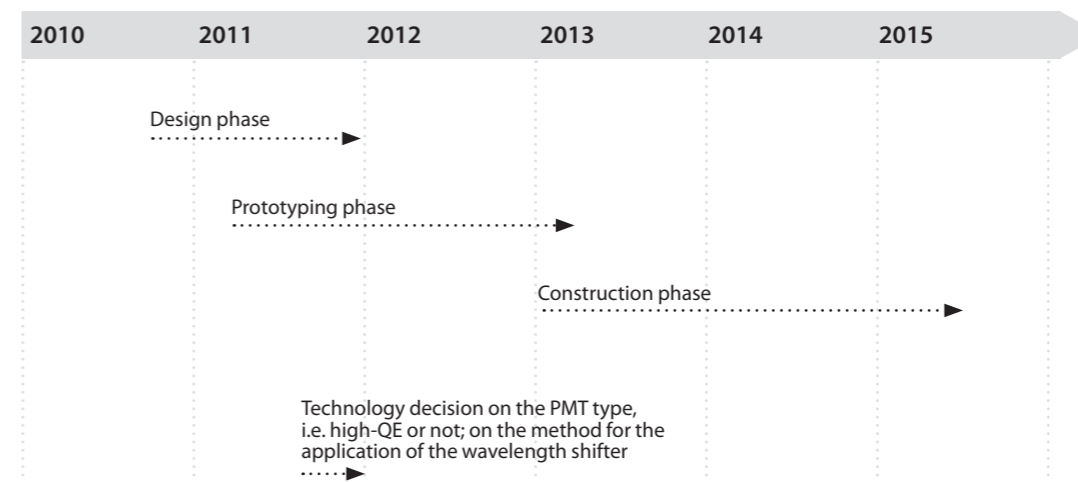 2010 2011 2012 2013 2014 2015
Design phase
Prototyping phase
Construction phase
Technology decision on the PMT type,
i.e. high-QE or not; on the method for the
application of the wavelength shifter